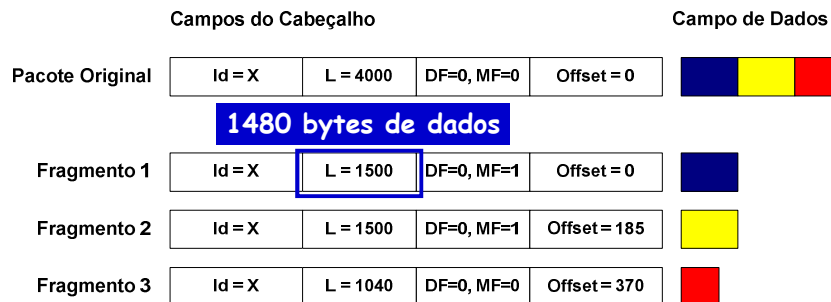 Campos do Cabeçalho Campo de Dados
Pacote Original Id = X L = 4000 DF=0, MF=0 Offset = 0
1480 bytes de dados
Fragmento 1 Id = X L = 1500 DF=0, MF=1 Offset = 0
Fragmento 2 Id = X L = 1500 DF=0, MF=1 Offset = 185
Fragmento 3 Id = X L = 1040 DF=0, MF=0 Offset = 370